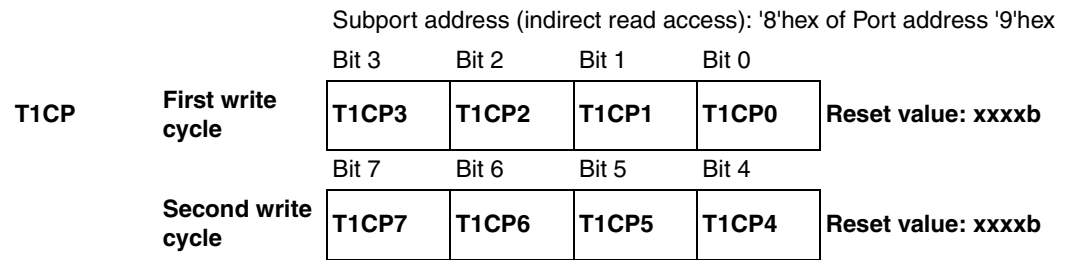 Subport address (indirect read access): '8'hex of Port address '9'hex
Bit 3 Bit 2 Bit 1 Bit 0
T1CP First write cycle T1CP3 T1CP2 T1CP1 T1CP0 Reset value: xxxxb
Bit 7 Bit 6 Bit 5 Bit 4
Second write cycle T1CP7 T1CP6 T1CP5 T1CP4 Reset value: xxxxb